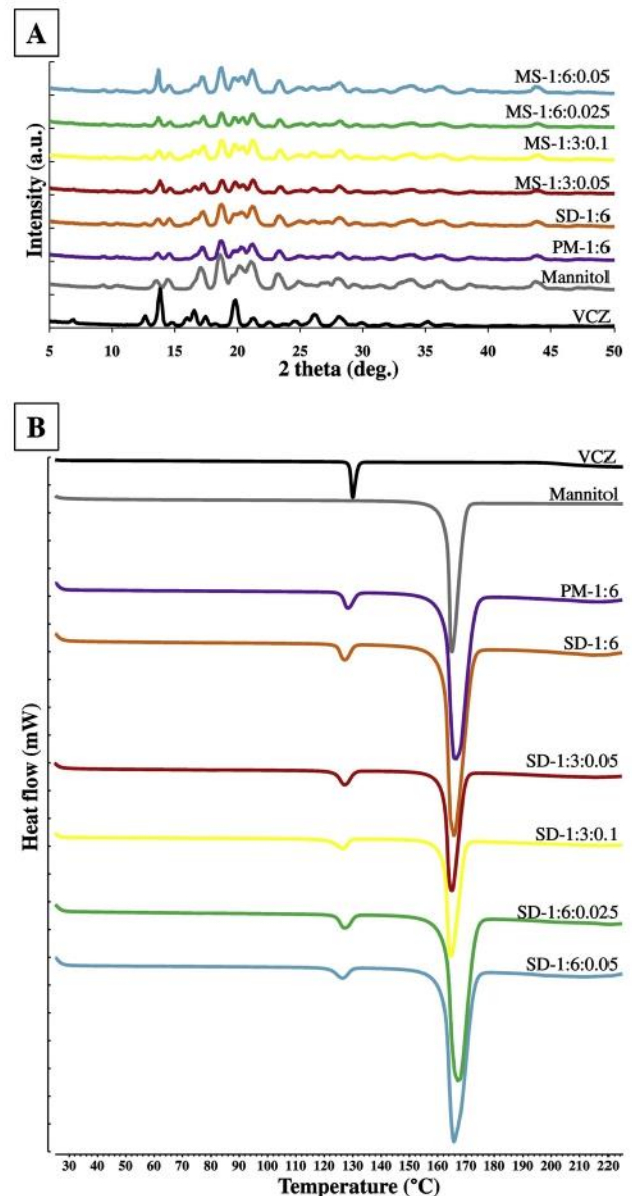 A
MS-1:6:0.05
MS-1:6:0.025
MS-1:3:0.1
MS-1:3:0.05
SD-1:6
PM-1:6
Mannitol
VCZ
Intensity (a.u.)
5 10 15 20 25 30 35 40 45 50
2 theta (deg.)
B
VCZ
Mannitol
PM-1:6
SD-1:6
SD-1:3:0.05
SD-1:3:0.1
SD-1:6:0.025
SD-1:6:0.05
Heat flow (mW)
30 40 50 60 70 80 90 100 110 120 130 140 150 160 170 180 190 200 210 220
Temperature (°C)